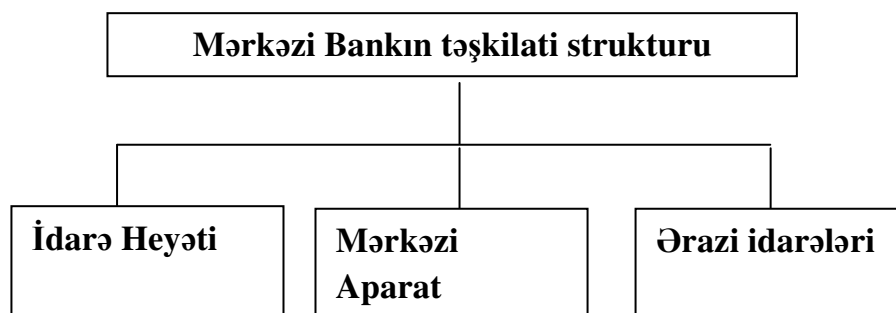 Mərkəzi Bankın təşkilati strukturu
İdarə Heyəti
Mərkəzi
Aparat
Ərazi idarələri